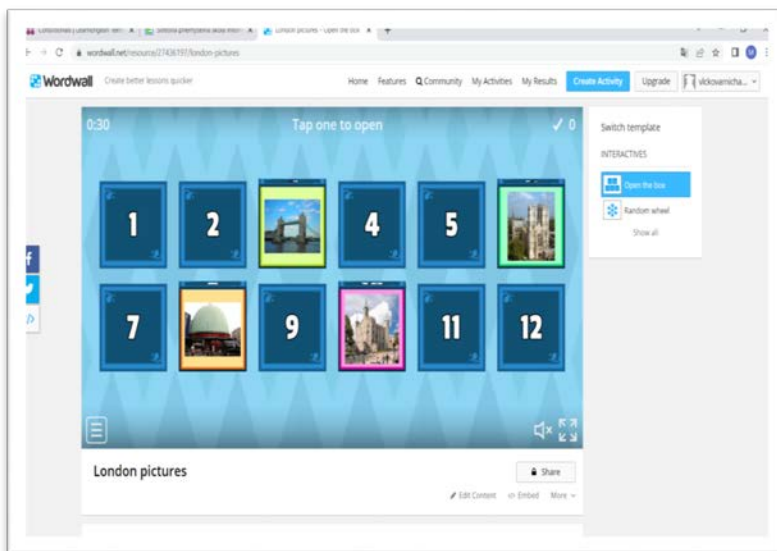 wordwall.net/resource/27436197/london-pictures
Wordwall
Create better lessons quicker
Home Features Community My Activities My Results Create Activity Upgrade
0:30
Tap one to open
✓ 0
Switch template
INTERACTIVES
Open the box
Random wheel
Show all
1 2 4 5
7 9 11 12
London pictures
Share
Edit Content Embed More